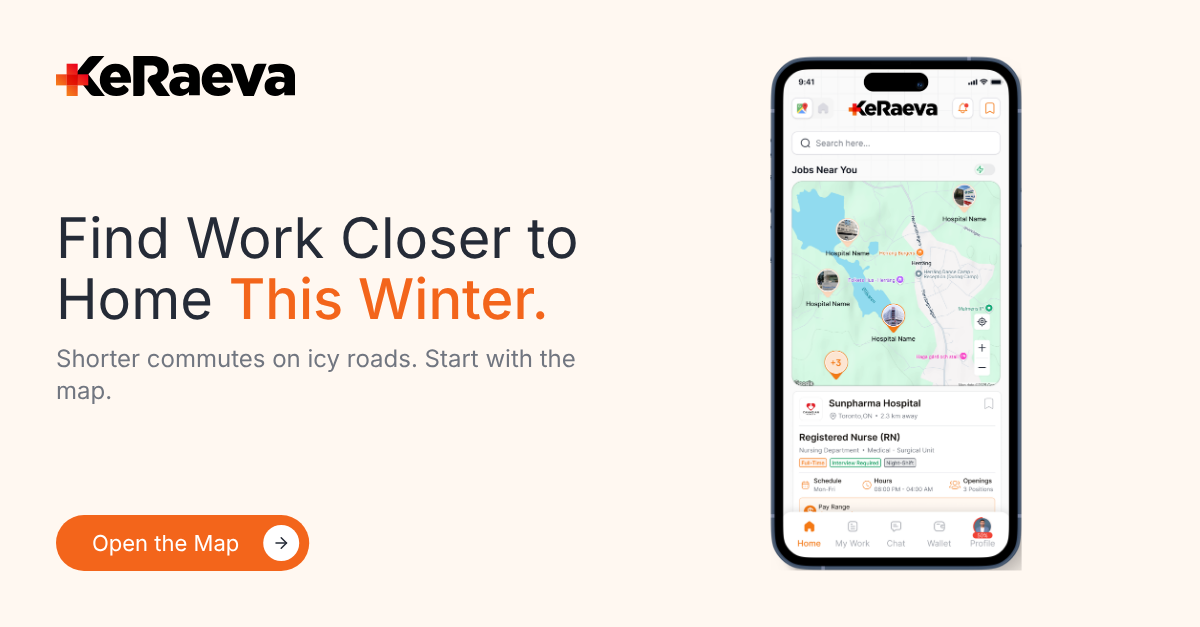 KeRaeva
Find Work Closer to
Home This Winter.
Shorter commutes on icy roads. Start with the
map.
Open the Map
9:41
KeRaeva
Search here...
Jobs Near You
Hospital Name
Hospital Name
Herräng
Hospital Name
Hospital Name
+3
+
−
Google
Sunpharma Hospital
Toronto,ON • 2.3 km away
Registered Nurse (RN)
Nursing Department • Medical - Surgical Unit
Full-Time Interview Required Night-Shift
Schedule Hours Openings
Mon-Fri 08:00 PM - 04:00 AM 3 Positions
Pay Range
Home My Work Chat Wallet Profile